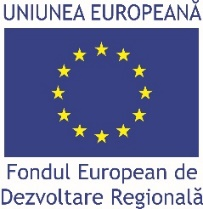 UNIUNEA EUROPEANĂ
Fondul European de
Dezvoltare Regională